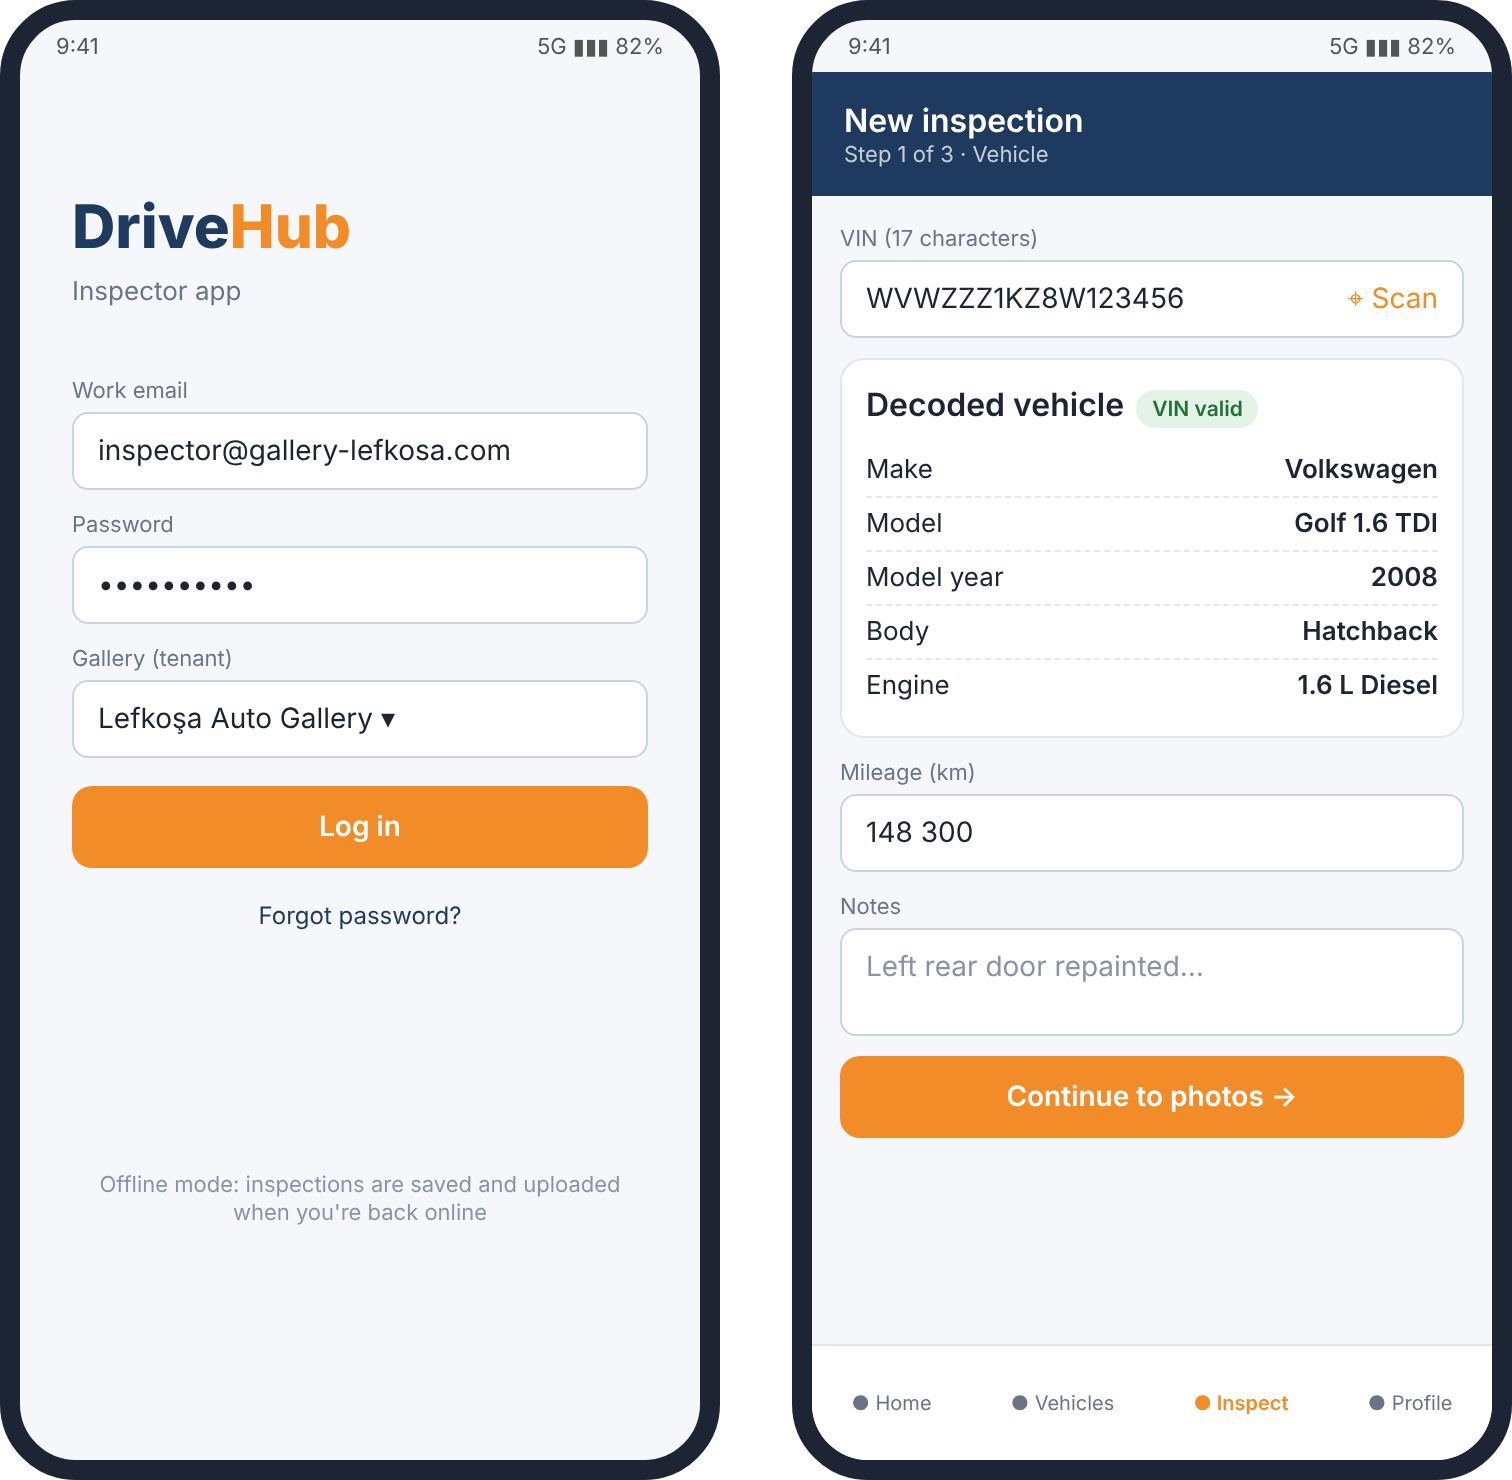 9:41
5G ▮▮▮ 82%
DriveHub
Inspector app
Work email
inspector@gallery-lefkosa.com
Password
••••••••••
Gallery (tenant)
Lefkoşa Auto Gallery ▾
Log in
Forgot password?
Offline mode: inspections are saved and uploaded
when you're back online
9:41
5G ▮▮▮ 82%
New inspection
Step 1 of 3 · Vehicle
VIN (17 characters)
WVWZZZ1KZ8W123456
⌖ Scan
Decoded vehicle VIN valid
Make Volkswagen
Model Golf 1.6 TDI
Model year 2008
Body Hatchback
Engine 1.6 L Diesel
Mileage (km)
148 300
Notes
Left rear door repainted...
Continue to photos →
● Home ● Vehicles ● Inspect ● Profile